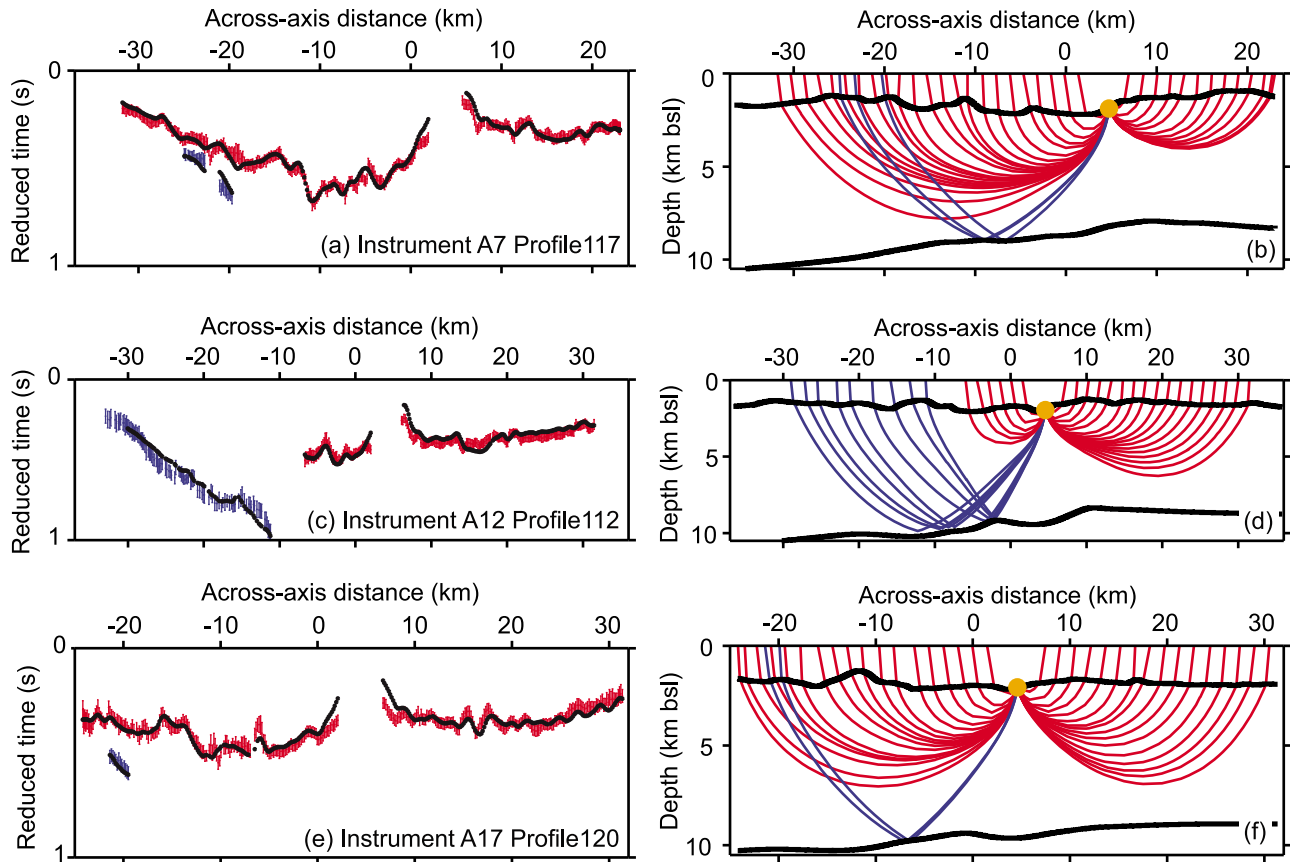 Across-axis distance (km)
-30 -20 -10 0 10 20
Reduced time (s)
0
1
(a) Instrument A7 Profile117
Across-axis distance (km)
-30 -20 -10 0 10 20
Depth (km bsl)
0
5
10
(b)
Across-axis distance (km)
-30 -20 -10 0 10 20 30
Reduced time (s)
0
1
(c) Instrument A12 Profile112
Across-axis distance (km)
-30 -20 -10 0 10 20 30
Depth (km bsl)
0
5
10
(d)
Across-axis distance (km)
-20 -10 0 10 20 30
Reduced time (s)
0
1
(e) Instrument A17 Profile120
Across-axis distance (km)
-20 -10 0 10 20 30
Depth (km bsl)
0
5
10
(f)